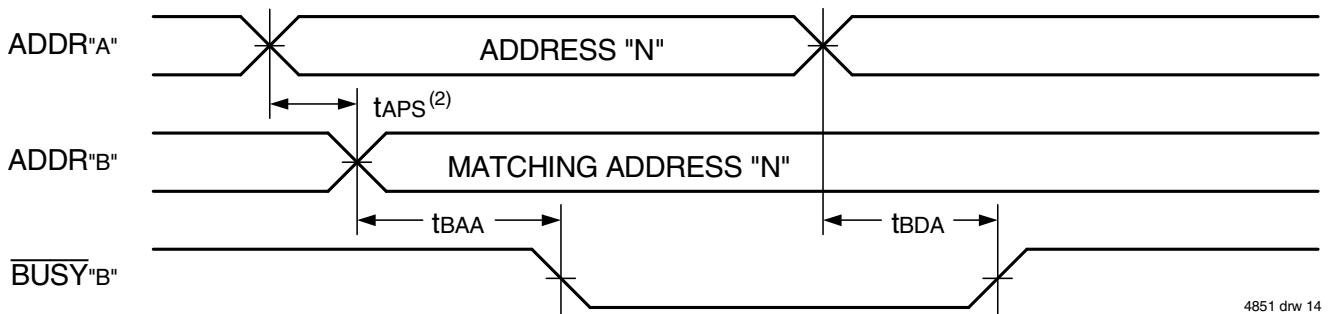 ADDR"A"
ADDRESS "N"
tAPS(2)
ADDR"B"
MATCHING ADDRESS "N"
tBAA
tBDA
BUSY"B"
4851 drw 14